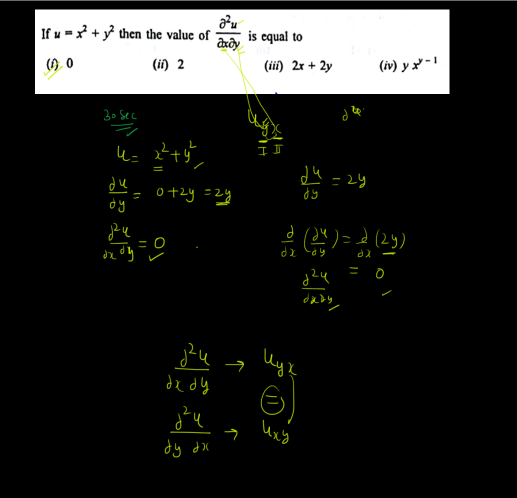 If u = x² + y² then the value of ∂²u/∂x∂y is equal to
(i) 0 (ii) 2 (iii) 2x + 2y (iv) y x^(y − 1)
30 Sec
u_yx
I II
u = x² + y²
∂u/∂y = 0 + 2y = 2y
∂²u/∂x ∂y = 0
∂u/∂y = 2y
∂/∂x (∂u/∂y) = ∂/∂x (2y)
∂²u/∂x∂y = 0
∂²u/∂x ∂y → u_yx
=
∂²u/∂y ∂x → u_xy